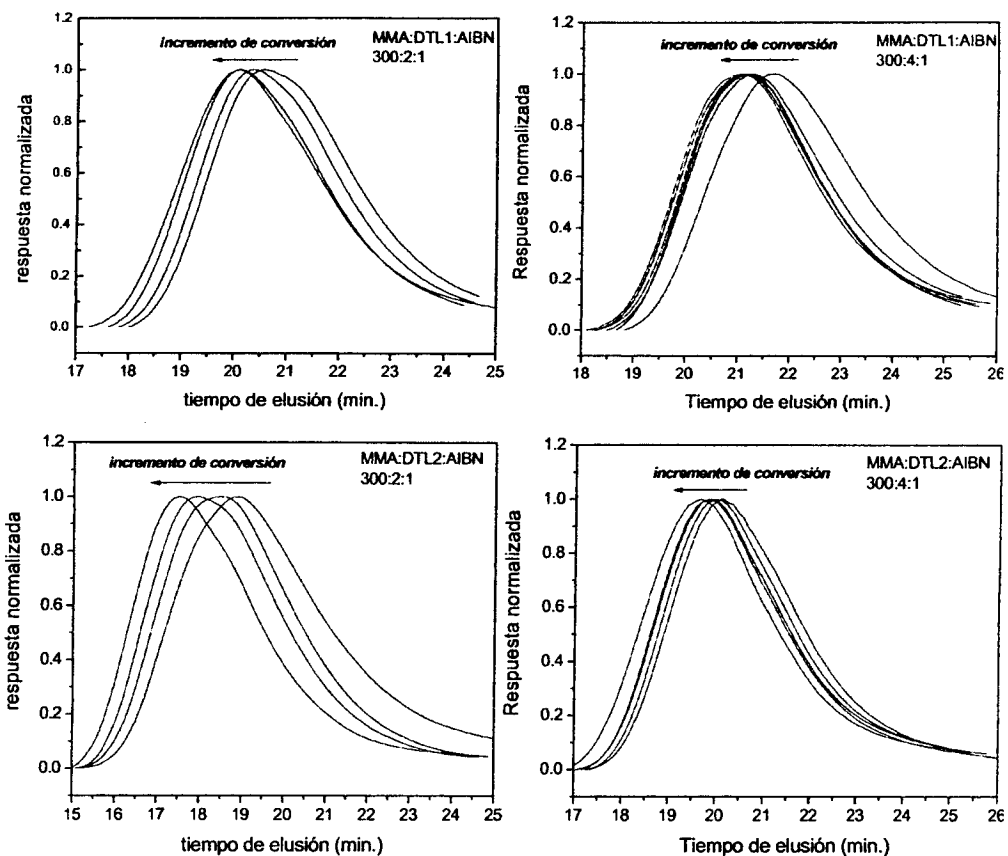 1.2
incremento de conversión
MMA:DTL1:AIBN
300:2:1
1.0
0.8
0.6
0.4
0.2
0.0
respuesta normalizada
17 18 19 20 21 22 23 24 25
tiempo de elusión (min.)
1.2
incremento de conversión
MMA:DTL1:AIBN
300:4:1
1.0
0.8
0.6
0.4
0.2
0.0
Respuesta normalizada
18 19 20 21 22 23 24 25 26
Tiempo de elusión (min.)
1.2
incremento de conversión
MMA:DTL2:AIBN
300:2:1
1.0
0.8
0.6
0.4
0.2
0.0
respuesta normalizada
15 16 17 18 19 20 21 22 23 24 25
tiempo de elusión (min.)
1.2
incremento de conversión
MMA:DTL2:AIBN
300:4:1
1.0
0.8
0.6
0.4
0.2
0.0
Respuesta normalizada
17 18 19 20 21 22 23 24 25 26
Tiempo de elusión (min.)